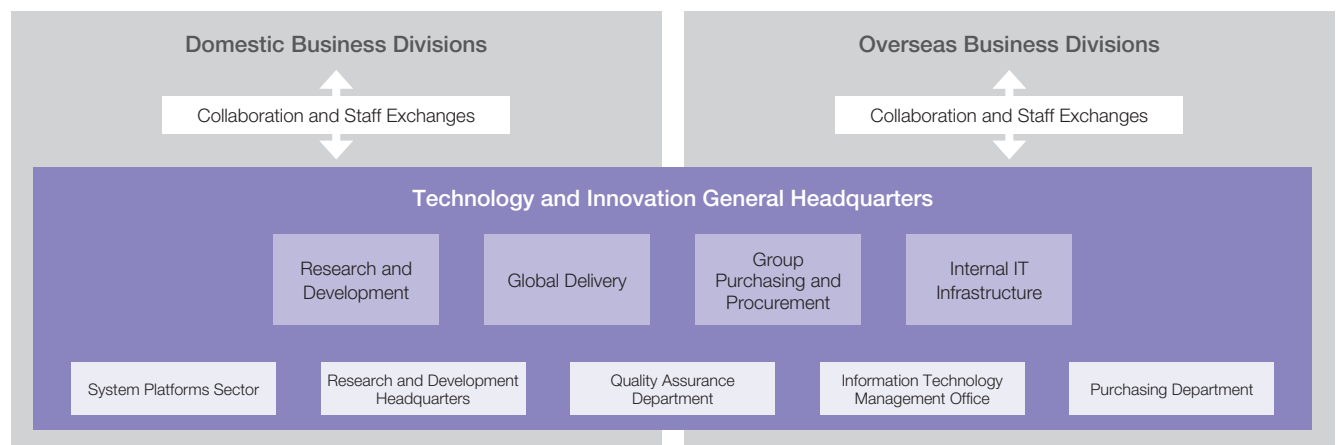 Domestic Business Divisions
Overseas Business Divisions
Collaboration and Staff Exchanges
Collaboration and Staff Exchanges
Technology and Innovation General Headquarters
Research and
Development
Global Delivery
Group
Purchasing and
Procurement
Internal IT
Infrastructure
System Platforms Sector
Research and Development
Headquarters
Quality Assurance
Department
Information Technology
Management Office
Purchasing Department